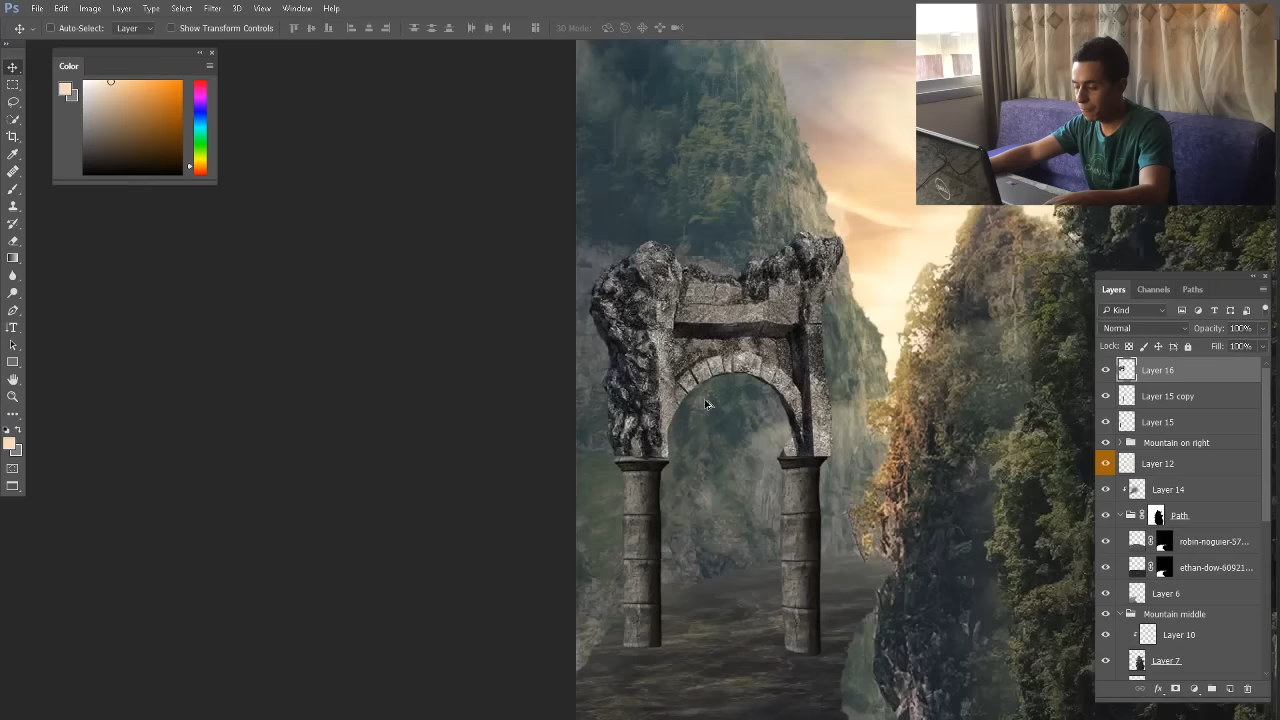 Ps File Edit Image Layer Type Select Filter 3D View Window Help
Auto-Select: Layer Show Transform Controls 3D Mode:
Color
Layers Channels Paths
Kind
Normal Opacity: 100%
Lock: Fill: 100%
Layer 16
Layer 15 copy
Layer 15
Mountain on right
Layer 12
Layer 14
Path
robin-noguier-57...
ethan-dow-60921...
Layer 6
Mountain middle
Layer 10
Layer 7
fx